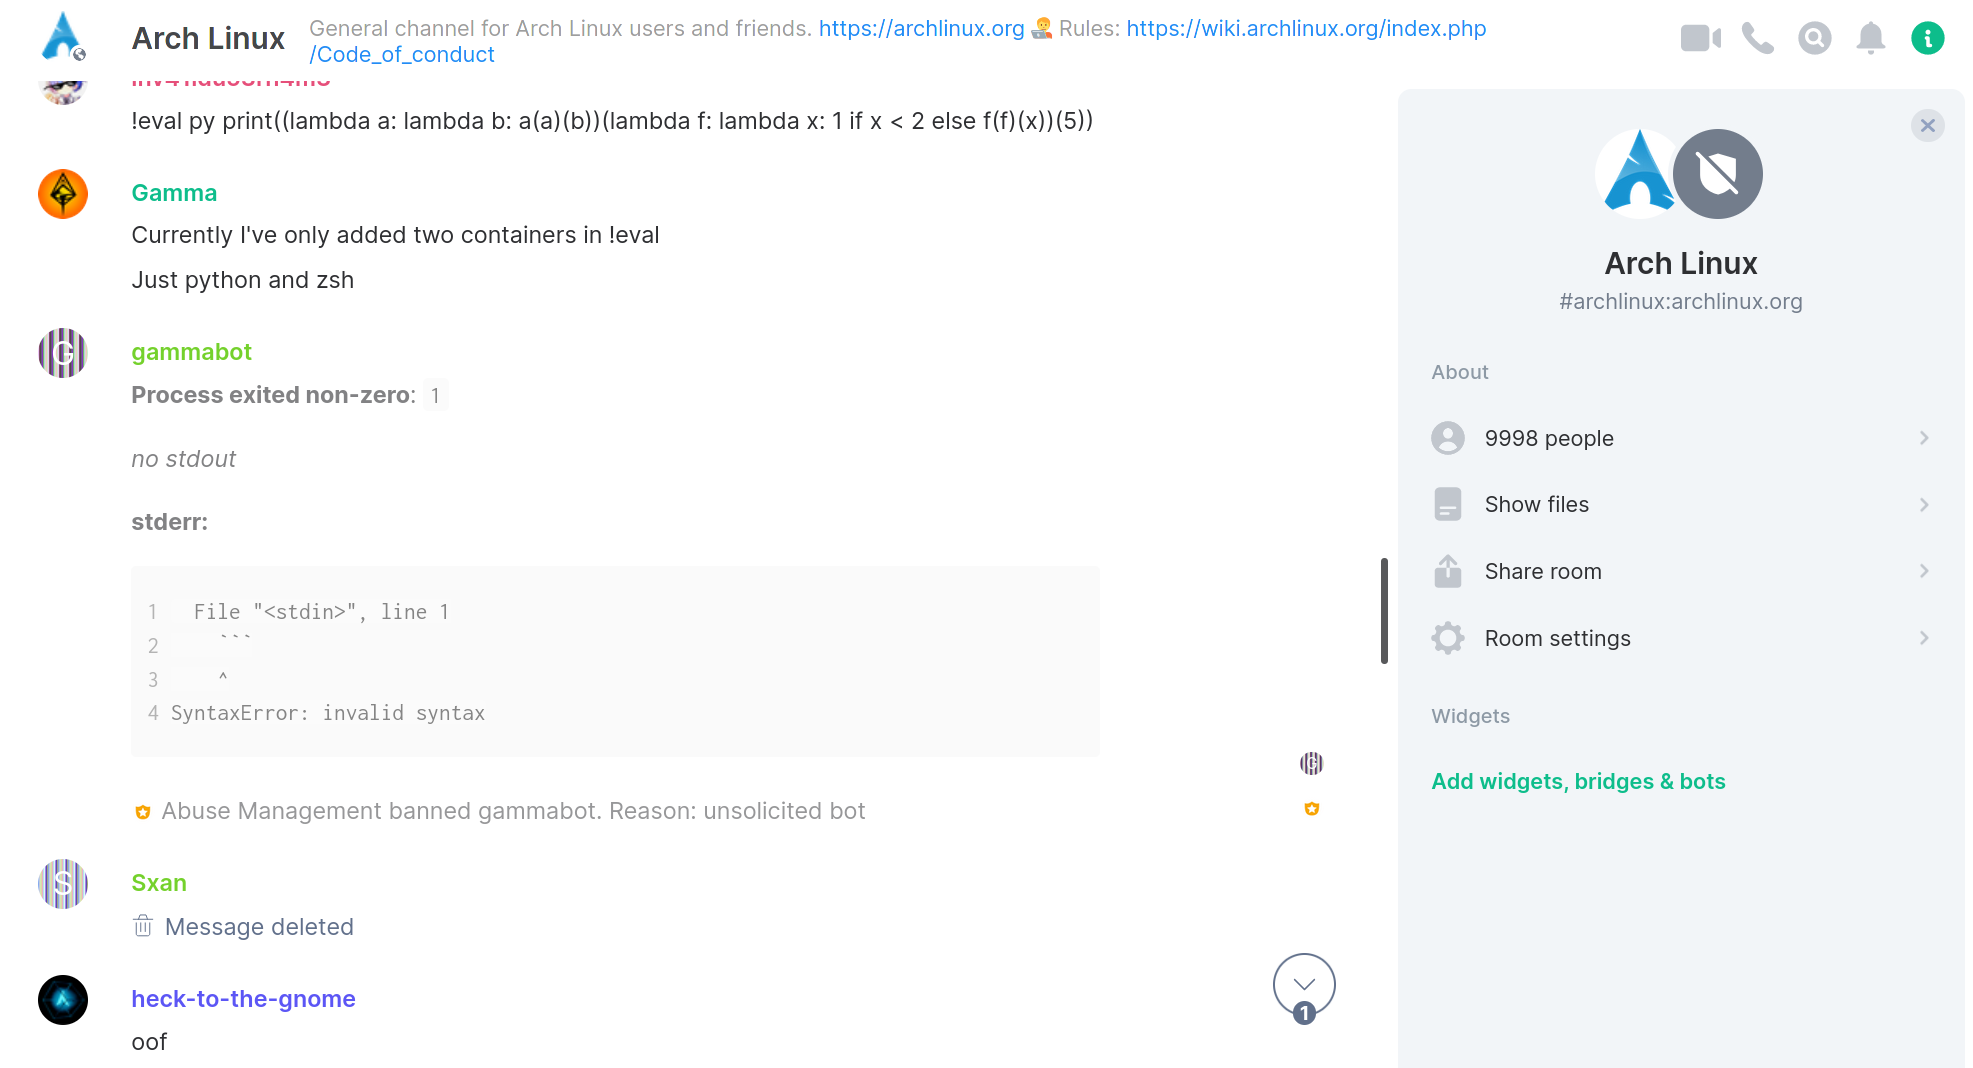 Arch Linux
General channel for Arch Linux users and friends. https://archlinux.org 🧑‍💻 Rules: https://wiki.archlinux.org/index.php
/Code_of_conduct
!eval py print((lambda a: lambda b: a(a)(b))(lambda f: lambda x: 1 if x < 2 else f(f)(x))(5))
Gamma
Currently I've only added two containers in !eval
Just python and zsh
G
gammabot
Process exited non-zero: 1
no stdout
stderr:
1   File "<stdin>", line 1
2     ```
3     ^
4 SyntaxError: invalid syntax
Abuse Management banned gammabot. Reason: unsolicited bot
S
Sxan
Message deleted
heck-to-the-gnome
oof
1
Arch Linux
#archlinux:archlinux.org
About
9998 people
Show files
Share room
Room settings
Widgets
Add widgets, bridges & bots